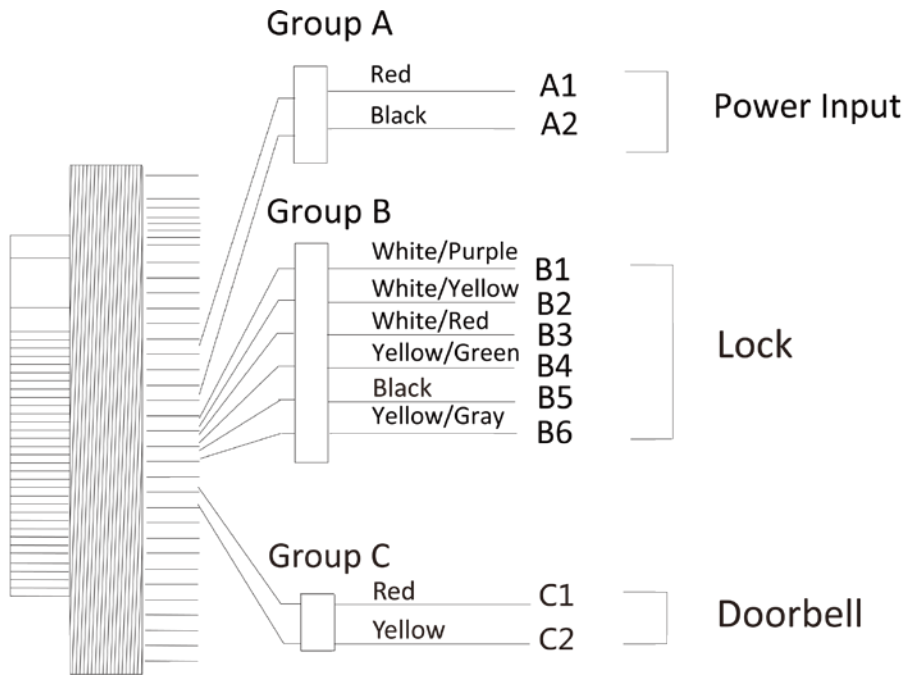 Group A
Red A1
Black A2
Power Input
Group B
White/Purple B1
White/Yellow B2
White/Red B3
Yellow/Green B4
Black B5
Yellow/Gray B6
Lock
Group C
Red C1
Yellow C2
Doorbell